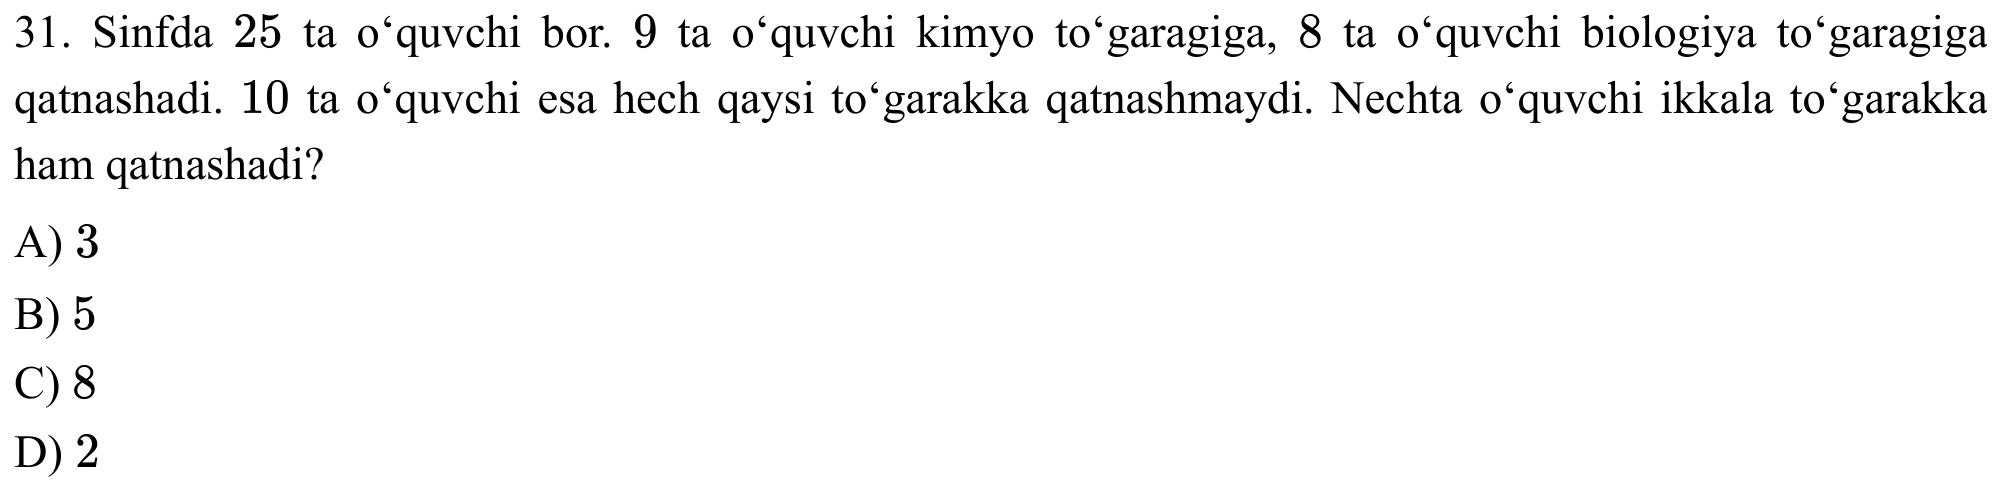 31. Sinfda 25 ta o‘quvchi bor. 9 ta o‘quvchi kimyo to‘garagiga, 8 ta o‘quvchi biologiya to‘garagiga
qatnashadi. 10 ta o‘quvchi esa hech qaysi to‘garakka qatnashmaydi. Nechta o‘quvchi ikkala to‘garakka
ham qatnashadi?
A) 3
B) 5
C) 8
D) 2